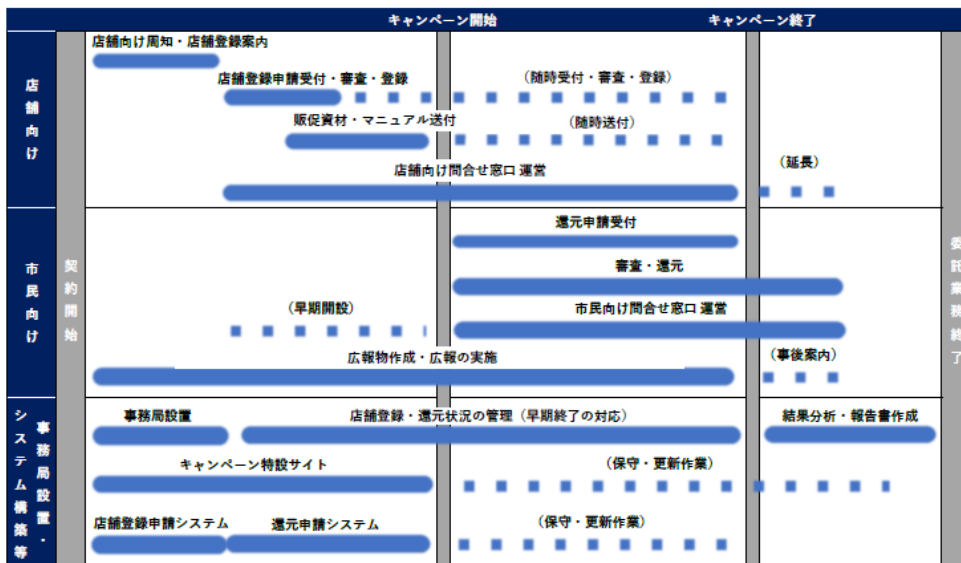 キャンペーン開始
キャンペーン終了
店舗向け
店舗向け周知・店舗登録案内
店舗登録申請受付・審査・登録
（随時受付・審査・登録）
販促資材・マニュアル送付
（随時送付）
店舗向け問合せ窓口 運営
（延長）
契約開始
委託業務終了
市民向け
還元申請受付
審査・還元
（早期開設）
市民向け問合せ窓口 運営
広報物作成・広報の実施
（事後案内）
事務局設置・
システム構築等
事務局設置
店舗登録・還元状況の管理（早期終了の対応）
結果分析・報告書作成
キャンペーン特設サイト
（保守・更新作業）
店舗登録申請システム
還元申請システム
（保守・更新作業）